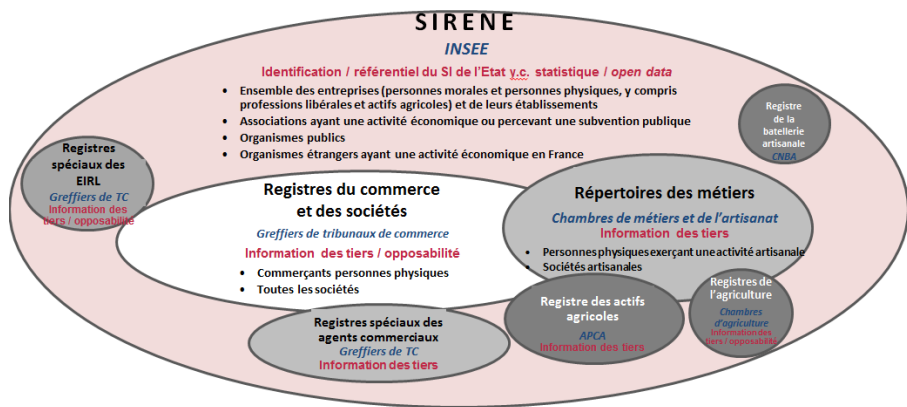 SIRENE
INSEE
Identification / référentiel du SI de l'Etat y.c. statistique / open data
• Ensemble des entreprises (personnes morales et personnes physiques, y compris
professions libérales et actifs agricoles) et de leurs établissements
• Associations ayant une activité économique ou percevant une subvention publique
• Organismes publics
• Organismes étrangers ayant une activité économique en France
Registre
de la
batellerie
artisanale
CNBA
Registres
spéciaux des
EIRL
Greffiers de TC
Information des
tiers / opposabilité
Registres du commerce
et des sociétés
Greffiers de tribunaux de commerce
Information des tiers / opposabilité
• Commerçants personnes physiques
• Toutes les sociétés
Répertoires des métiers
Chambres de métiers et de l'artisanat
Information des tiers
• Personnes physiques exerçant une activité artisanale
• Sociétés artisanales
Registres spéciaux des
agents commerciaux
Greffiers de TC
Information des tiers
Registre des actifs
agricoles
APCA
Information des tiers
Registres de
l'agriculture
Chambres
d'agriculture
Information des
tiers / opposabilité